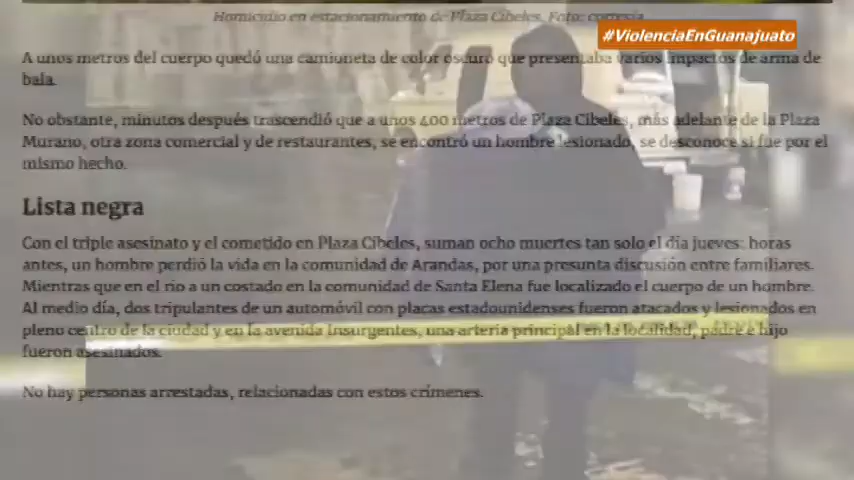 Homicidio en estacionamiento de Plaza Cibeles. Foto: cortesía
#ViolenciaEnGuanajuato
A unos metros del cuerpo quedó una camioneta de color oscuro que presentaba varios impactos de arma de
bala.
No obstante, minutos después trascendió que a unos 400 metros de Plaza Cibeles, más adelante de la Plaza
Murano, otra zona comercial y de restaurantes, se encontró un hombre lesionado, se desconoce si fue por el
mismo hecho.
Lista negra
Con el triple asesinato y el cometido en Plaza Cibeles, suman ocho muertes tan solo el día jueves: horas
antes, un hombre perdió la vida en la comunidad de Arandas, por una presunta discusión entre familiares.
Mientras que en el río a un costado en la comunidad de Santa Elena fue localizado el cuerpo de un hombre.
Al medio día, dos tripulantes de un automóvil con placas estadounidenses fueron atacados y lesionados en
pleno centro de la ciudad y en la avenida Insurgentes, una arteria principal en la localidad, padre e hijo
fueron asesinados.
No hay personas arrestadas, relacionadas con estos crímenes.